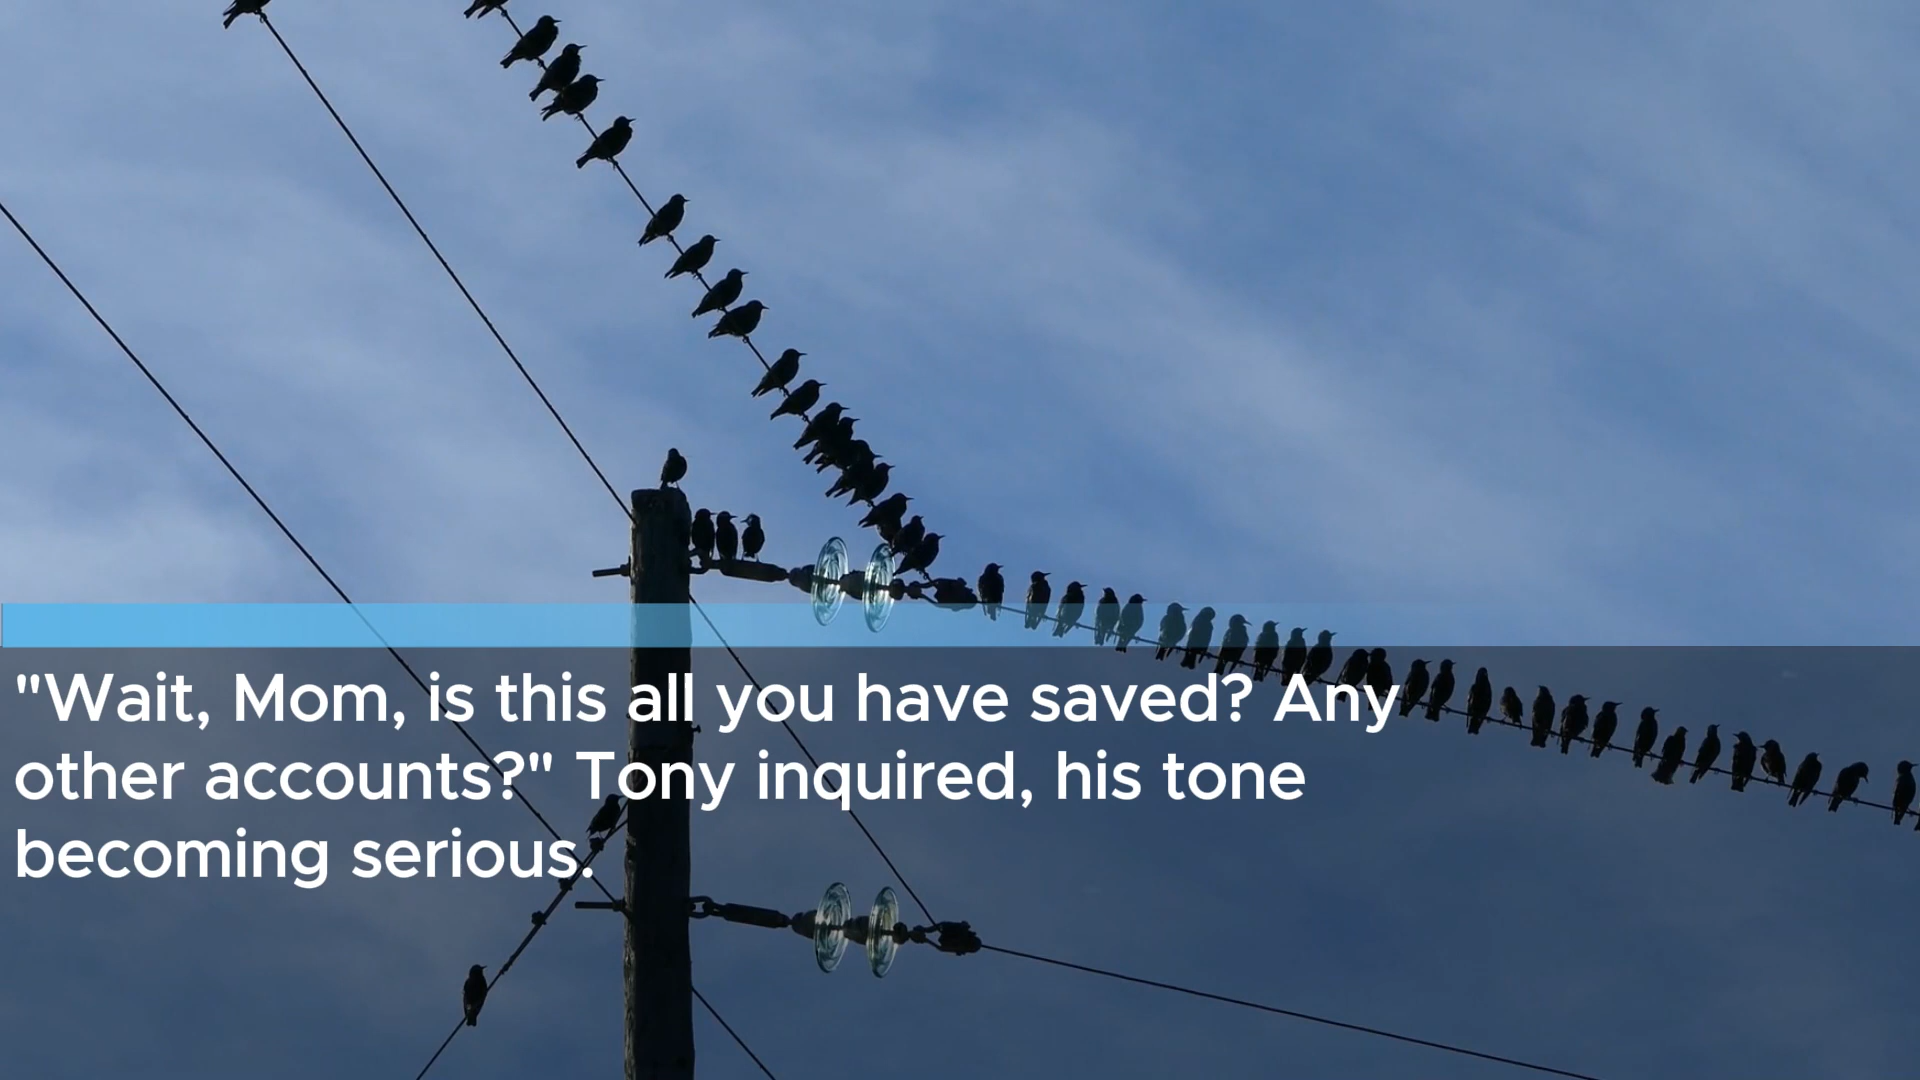 "Wait, Mom, is this all you have saved? Any
other accounts?" Tony inquired, his tone
becoming serious.